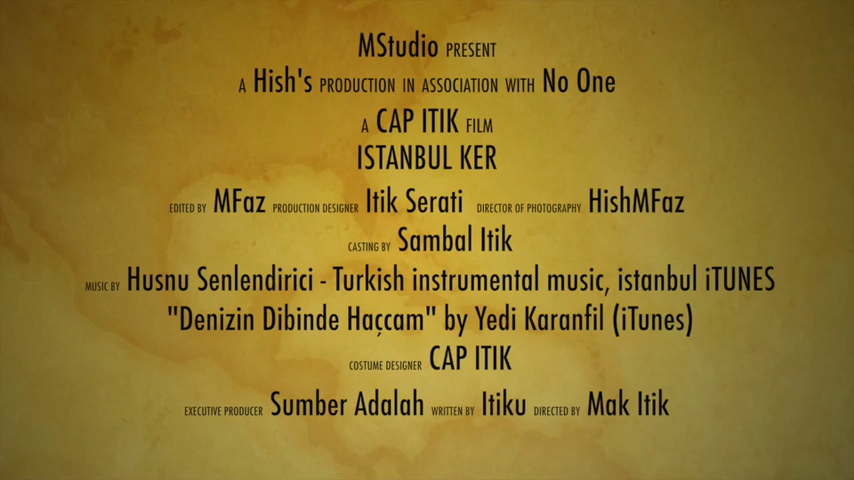 MStudio PRESENT
A Hish's PRODUCTION IN ASSOCIATION WITH No One
A CAP ITIK FILM
ISTANBUL KER
EDITED BY MFaz PRODUCTION DESIGNER Itik Serati DIRECTOR OF PHOTOGRAPHY HishMFaz
CASTING BY Sambal Itik
MUSIC BY Husnu Senlendirici - Turkish instrumental music, istanbul iTUNES
"Denizin Dibinde Haçcam" by Yedi Karanfil (iTunes)
COSTUME DESIGNER CAP ITIK
EXECUTIVE PRODUCER Sumber Adalah WRITTEN BY Itiku DIRECTED BY Mak Itik